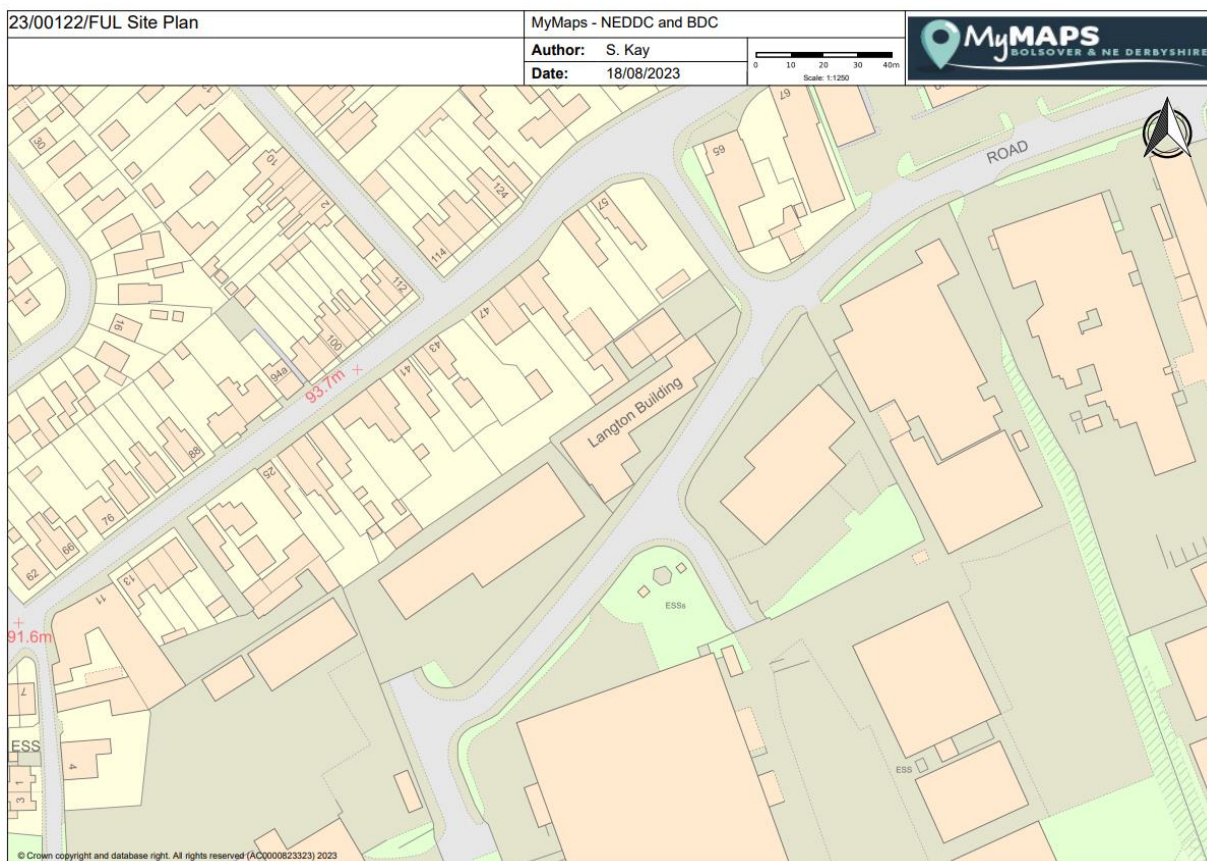 23/00122/FUL Site Plan
MyMaps - NEDDC and BDC
Author: S. Kay
Date: 18/08/2023
0 10 20 30 40m
Scale: 1:1250
MyMAPS
BOLSOVER & NE DERBYSHIRE
30
10
2
124
114
112
100
94a
93.7m
88
76
66
62
16
1
57
47
43
41
25
13
11
65
67
ROAD
Langton Building
ESSs
ESS
91.6m
7
ESS
4
1
3
© Crown copyright and database right. All rights reserved (AC0000823323) 2023